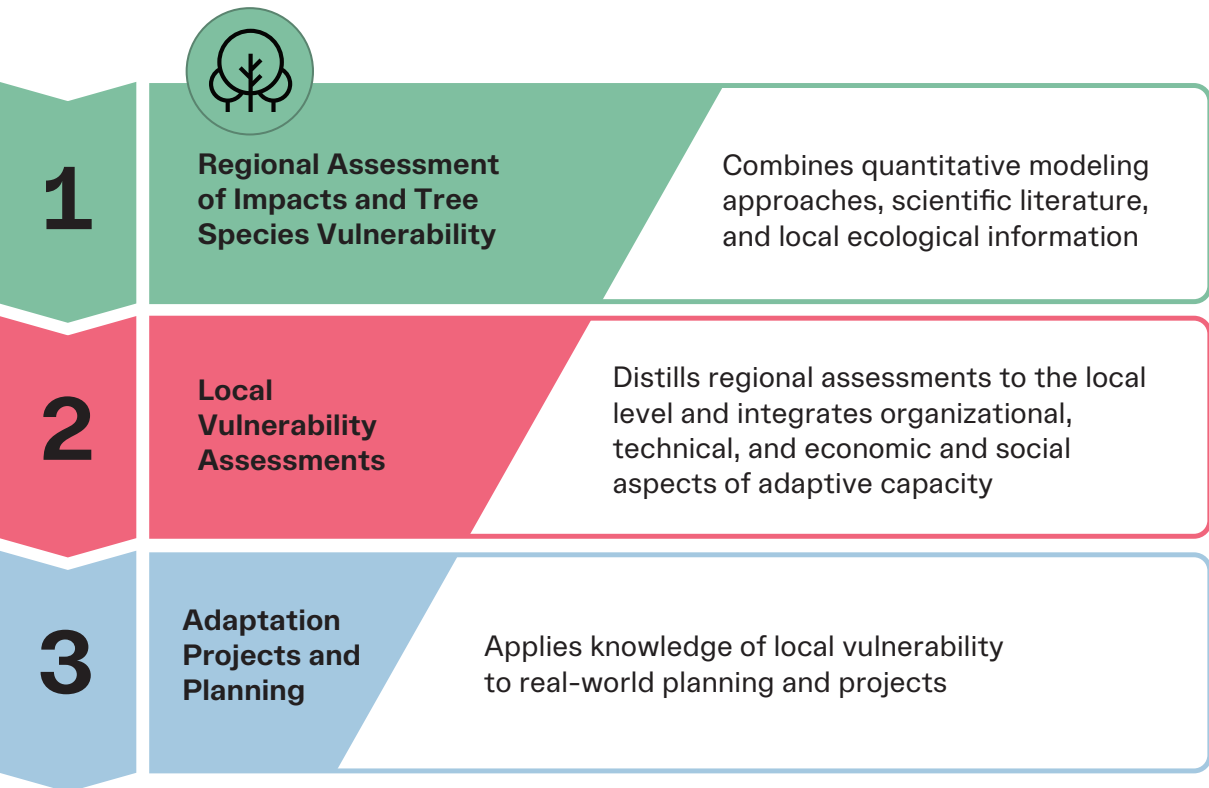 1
Regional Assessment
of Impacts and Tree
Species Vulnerability
Combines quantitative modeling
approaches, scientific literature,
and local ecological information
2
Local
Vulnerability
Assessments
Distills regional assessments to the local
level and integrates organizational,
technical, and economic and social
aspects of adaptive capacity
3
Adaptation
Projects and
Planning
Applies knowledge of local vulnerability
to real-world planning and projects